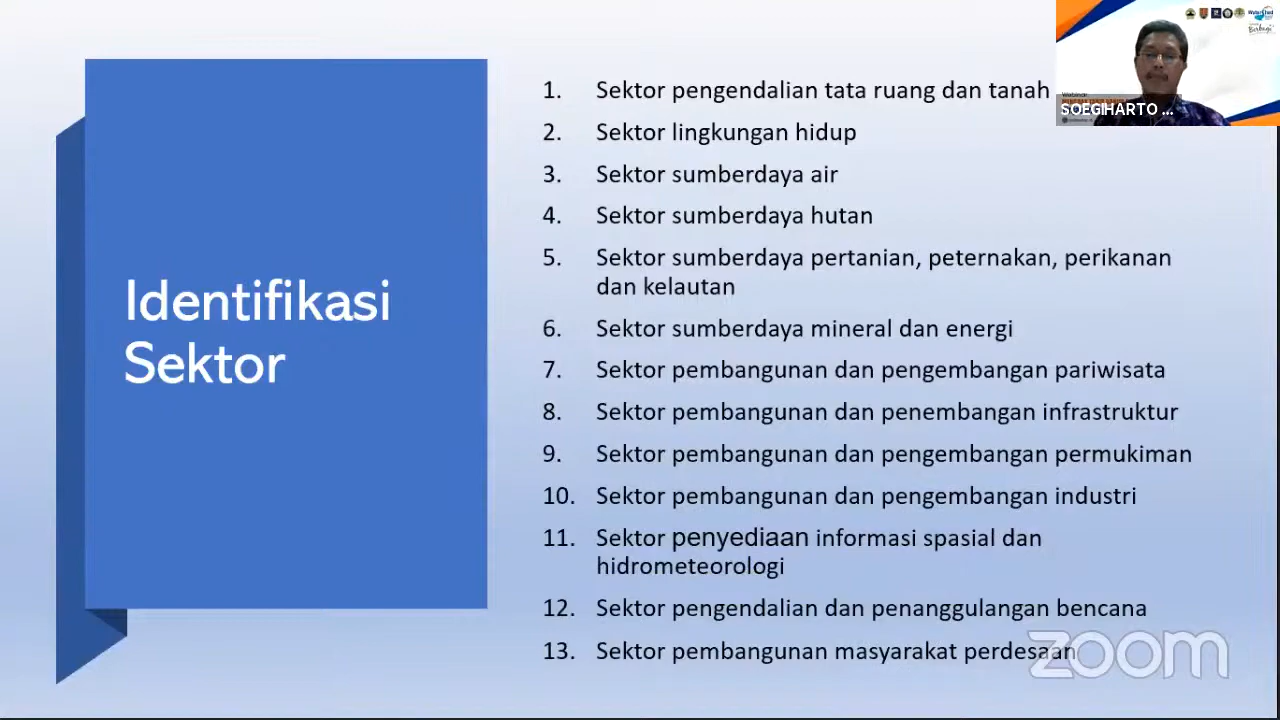 Identifikasi
Sektor
1. Sektor pengendalian tata ruang dan tanah
2. Sektor lingkungan hidup
3. Sektor sumberdaya air
4. Sektor sumberdaya hutan
5. Sektor sumberdaya pertanian, peternakan, perikanan
dan kelautan
6. Sektor sumberdaya mineral dan energi
7. Sektor pembangunan dan pengembangan pariwisata
8. Sektor pembangunan dan penembangan infrastruktur
9. Sektor pembangunan dan pengembangan permukiman
10. Sektor pembangunan dan pengembangan industri
11. Sektor penyediaan informasi spasial dan
hidrometeorologi
12. Sektor pengendalian dan penanggulangan bencana
13. Sektor pembangunan masyarakat perdesaan
Berbagi
Webinar
SOEGIHARTO ...
zoom